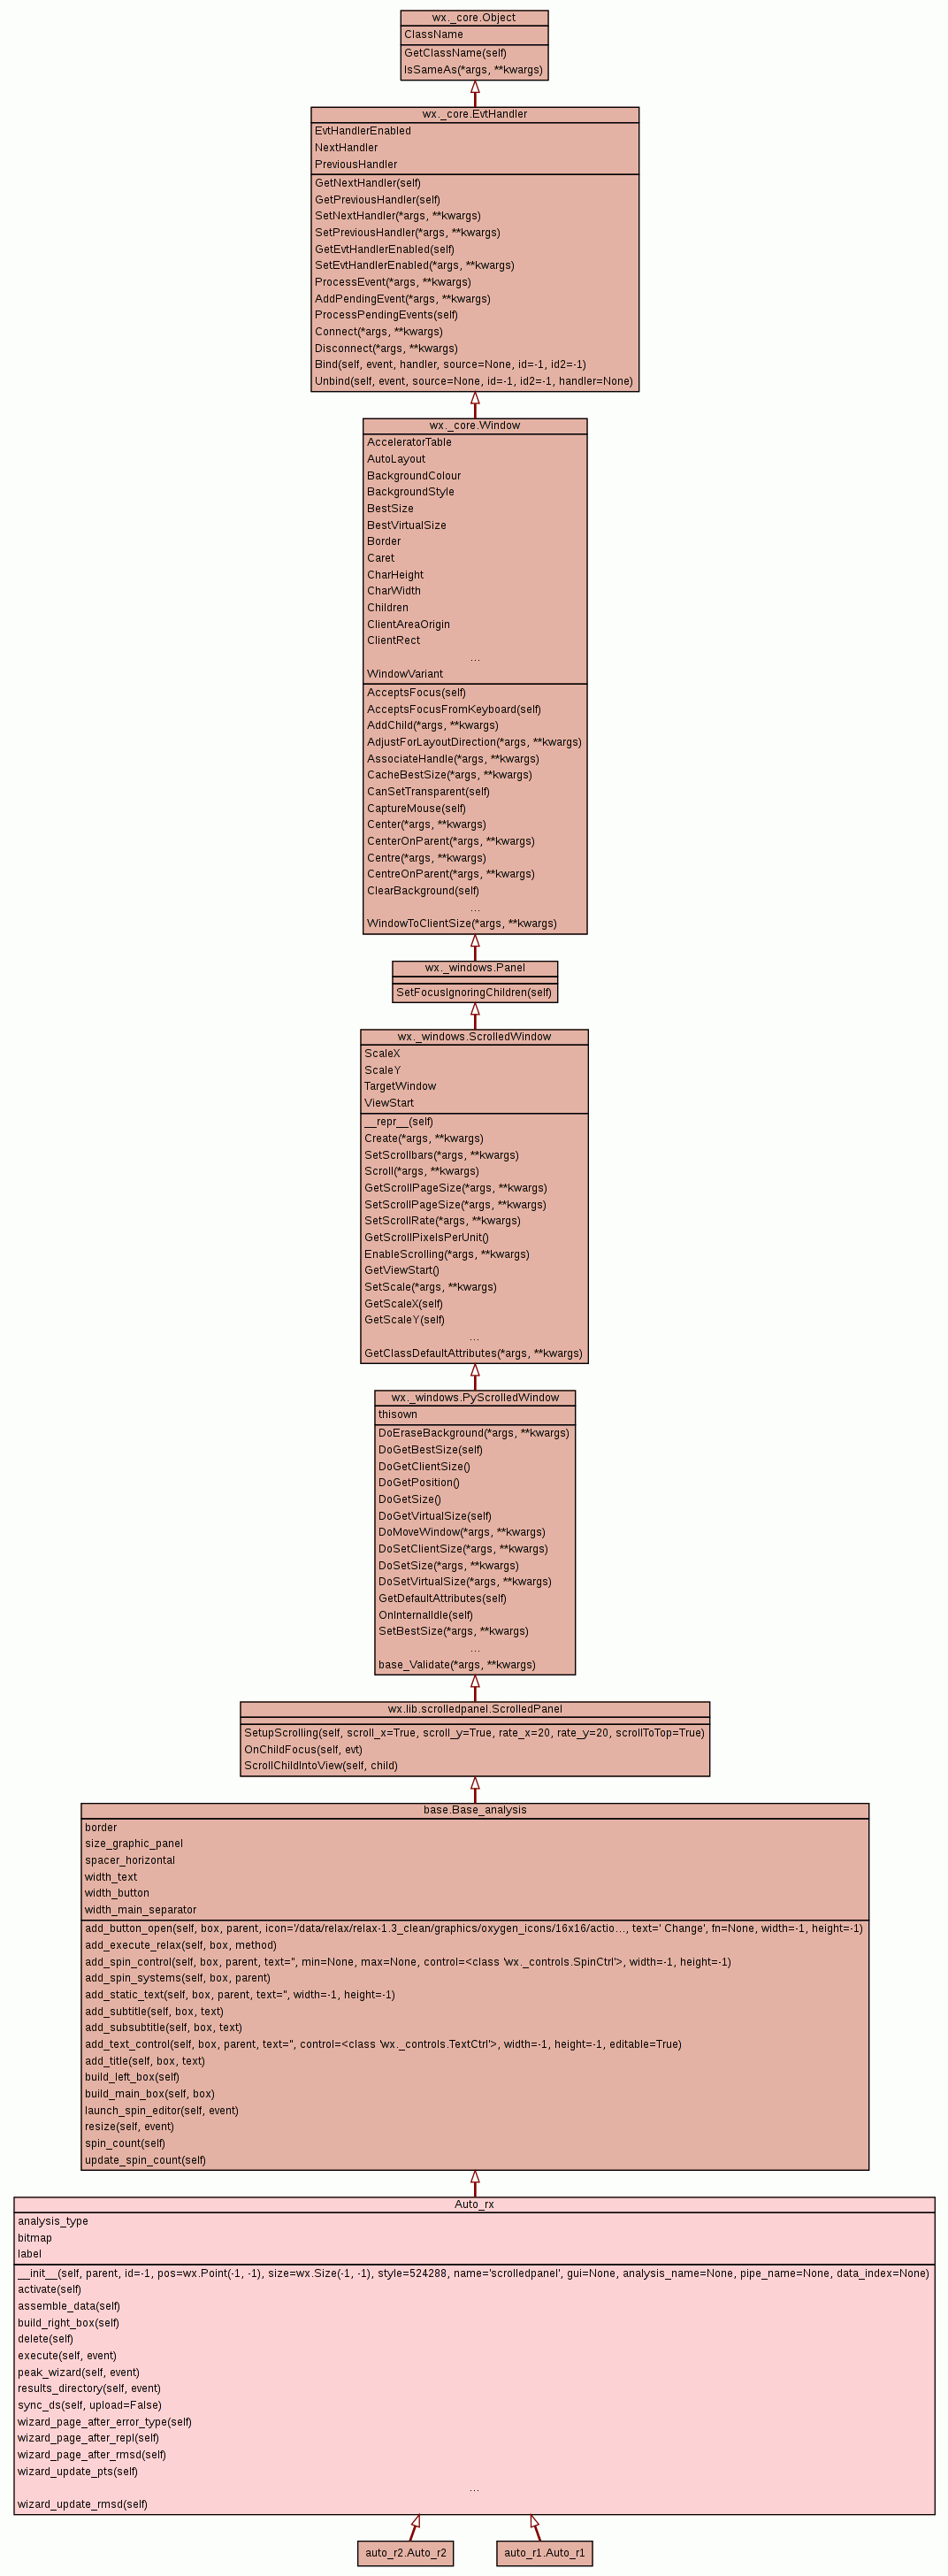 wx._core.Object
ClassName
GetClassName(self)
IsSameAs(*args, **kwargs)
wx._core.EvtHandler
EvtHandlerEnabled
NextHandler
PreviousHandler
GetNextHandler(self)
GetPreviousHandler(self)
SetNextHandler(*args, **kwargs)
SetPreviousHandler(*args, **kwargs)
GetEvtHandlerEnabled(self)
SetEvtHandlerEnabled(*args, **kwargs)
ProcessEvent(*args, **kwargs)
AddPendingEvent(*args, **kwargs)
ProcessPendingEvents(self)
Connect(*args, **kwargs)
Disconnect(*args, **kwargs)
Bind(self, event, handler, source=None, id=-1, id2=-1)
Unbind(self, event, source=None, id=-1, id2=-1, handler=None)
wx._core.Window
AcceleratorTable
AutoLayout
BackgroundColour
BackgroundStyle
BestSize
BestVirtualSize
Border
Caret
CharHeight
CharWidth
Children
ClientAreaOrigin
ClientRect
...
WindowVariant
AcceptsFocus(self)
AcceptsFocusFromKeyboard(self)
AddChild(*args, **kwargs)
AdjustForLayoutDirection(*args, **kwargs)
AssociateHandle(*args, **kwargs)
CacheBestSize(*args, **kwargs)
CanSetTransparent(self)
CaptureMouse(self)
Center(*args, **kwargs)
CenterOnParent(*args, **kwargs)
Centre(*args, **kwargs)
CentreOnParent(*args, **kwargs)
ClearBackground(self)
...
WindowToClientSize(*args, **kwargs)
wx._windows.Panel
SetFocusIgnoringChildren(self)
wx._windows.ScrolledWindow
ScaleX
ScaleY
TargetWindow
ViewStart
__repr__(self)
Create(*args, **kwargs)
SetScrollbars(*args, **kwargs)
Scroll(*args, **kwargs)
GetScrollPageSize(*args, **kwargs)
SetScrollPageSize(*args, **kwargs)
SetScrollRate(*args, **kwargs)
GetScrollPixelsPerUnit()
EnableScrolling(*args, **kwargs)
GetViewStart()
SetScale(*args, **kwargs)
GetScaleX(self)
GetScaleY(self)
...
GetClassDefaultAttributes(*args, **kwargs)
wx._windows.PyScrolledWindow
thisown
DoEraseBackground(*args, **kwargs)
DoGetBestSize(self)
DoGetClientSize()
DoGetPosition()
DoGetSize()
DoGetVirtualSize(self)
DoMoveWindow(*args, **kwargs)
DoSetClientSize(*args, **kwargs)
DoSetSize(*args, **kwargs)
DoSetVirtualSize(*args, **kwargs)
GetDefaultAttributes(self)
OnInternalIdle(self)
SetBestSize(*args, **kwargs)
...
base_Validate(*args, **kwargs)
wx.lib.scrolledpanel.ScrolledPanel
SetupScrolling(self, scroll_x=True, scroll_y=True, rate_x=20, rate_y=20, scrollToTop=True)
OnChildFocus(self, evt)
ScrollChildIntoView(self, child)
base.Base_analysis
border
size_graphic_panel
spacer_horizontal
width_text
width_button
width_main_separator
add_button_open(self, box, parent, icon='/data/relax/relax-1.3_clean/graphics/oxygen_icons/16x16/actio..., text=' Change', fn=None, width=-1, height=-1)
add_execute_relax(self, box, method)
add_spin_control(self, box, parent, text='', min=None, max=None, control=<class 'wx._controls.SpinCtrl'>, width=-1, height=-1)
add_spin_systems(self, box, parent)
add_static_text(self, box, parent, text='', width=-1, height=-1)
add_subtitle(self, box, text)
add_subsubtitle(self, box, text)
add_text_control(self, box, parent, text='', control=<class 'wx._controls.TextCtrl'>, width=-1, height=-1, editable=True)
add_title(self, box, text)
build_left_box(self)
build_main_box(self, box)
launch_spin_editor(self, event)
resize(self, event)
spin_count(self)
update_spin_count(self)
Auto_rx
analysis_type
bitmap
label
__init__(self, parent, id=-1, pos=wx.Point(-1, -1), size=wx.Size(-1, -1), style=524288, name='scrolledpanel', gui=None, analysis_name=None, pipe_name=None, data_index=None)
activate(self)
assemble_data(self)
build_right_box(self)
delete(self)
execute(self, event)
peak_wizard(self, event)
results_directory(self, event)
sync_ds(self, upload=False)
wizard_page_after_error_type(self)
wizard_page_after_repl(self)
wizard_page_after_rmsd(self)
wizard_update_pts(self)
...
wizard_update_rmsd(self)
auto_r2.Auto_r2
auto_r1.Auto_r1